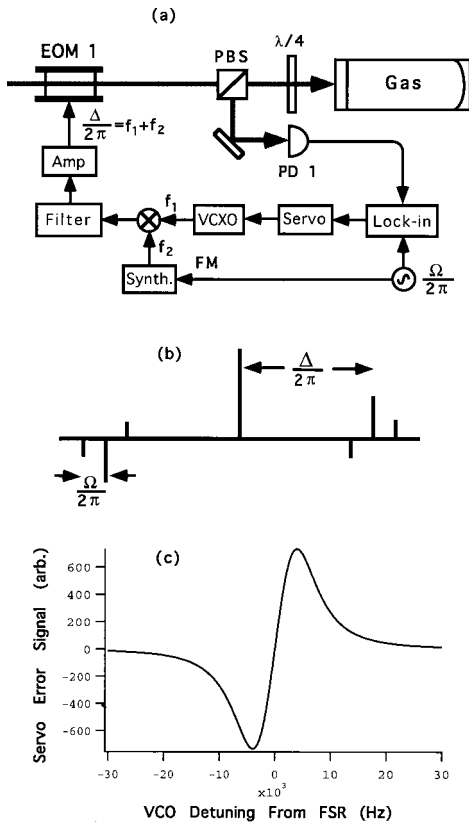 (a)
EOM 1
PBS
λ/4
Gas
Δ/2π=f₁+f₂
Amp
PD 1
Filter
f₁
VCXO
Servo
Lock-in
f₂
FM
Synth.
Ω/2π
(b)
Δ/2π
Ω/2π
(c)
Servo Error Signal (arb.)
600
400
200
0
-200
-400
-600
-30
-20
-10
0
10
20
30
x10³
VCO Detuning From FSR (Hz)